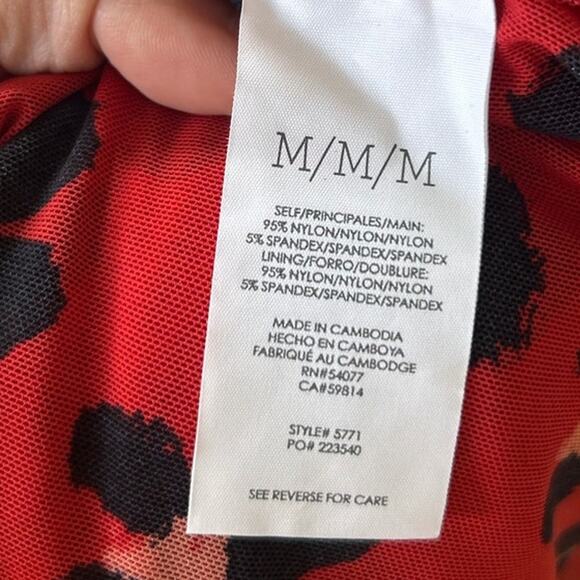 M/M/M
SELF/PRINCIPALES/MAIN:
95% NYLON/NYLON/NYLON
5% SPANDEX/SPANDEX/SPANDEX
LINING/FORRO/DOUBLURE:
95% NYLON/NYLON/NYLON
5% SPANDEX/SPANDEX/SPANDEX
MADE IN CAMBODIA
HECHO EN CAMBOYA
FABRIQUÉ AU CAMBODGE
RN#54077
CA#59814
STYLE# 5771
PO# 223540
SEE REVERSE FOR CARE